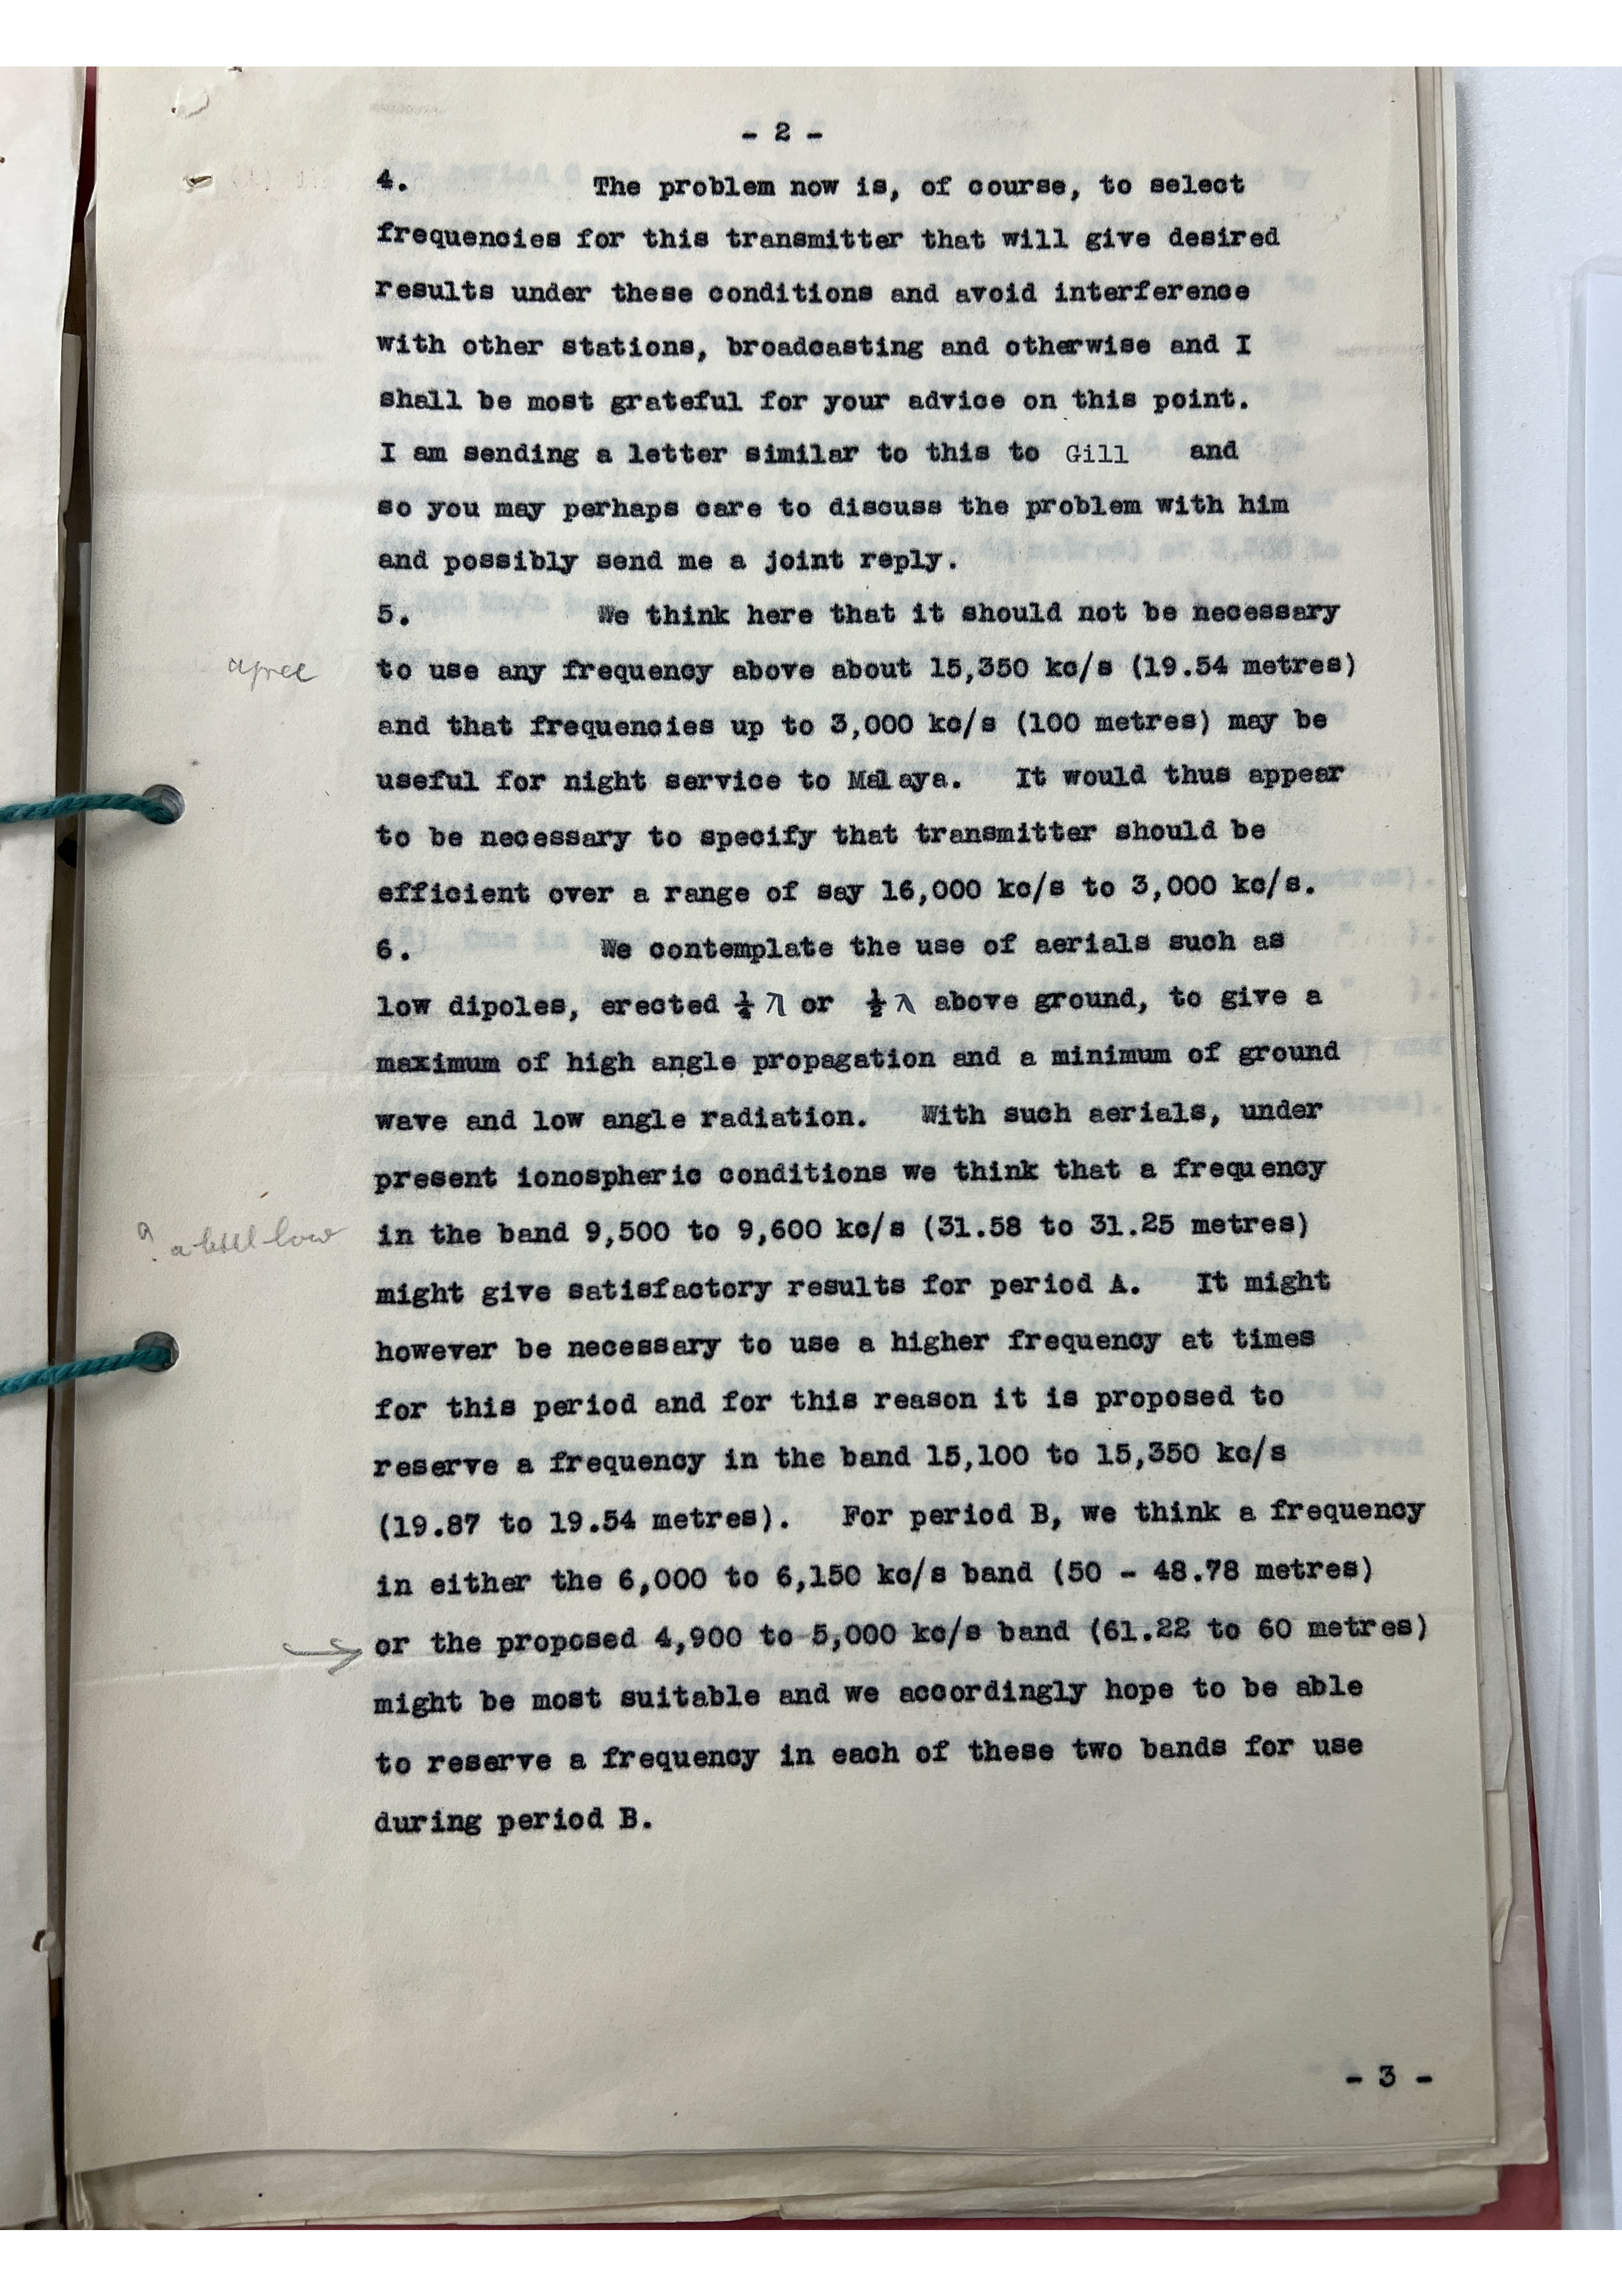 - 2 -
4. The problem now is, of course, to select
frequencies for this transmitter that will give desired
results under these conditions and avoid interference
with other stations, broadcasting and otherwise and I
shall be most grateful for your advice on this point.
I am sending a letter similar to this to Gill and
so you may perhaps care to discuss the problem with him
and possibly send me a joint reply.
5. We think here that it should not be necessary
agree
to use any frequency above about 15,350 kc/s (19.54 metres)
and that frequencies up to 3,000 kc/s (100 metres) may be
useful for night service to Malaya. It would thus appear
to be necessary to specify that transmitter should be
efficient over a range of say 16,000 kc/s to 3,000 kc/s.
6. We contemplate the use of aerials such as
low dipoles, erected ¼ λ or ½ λ above ground, to give a
maximum of high angle propagation and a minimum of ground
wave and low angle radiation. With such aerials, under
present ionospheric conditions we think that a frequency
? a little low
in the band 9,500 to 9,600 kc/s (31.58 to 31.25 metres)
might give satisfactory results for period A. It might
however be necessary to use a higher frequency at times
for this period and for this reason it is proposed to
reserve a frequency in the band 15,100 to 15,350 kc/s
(19.87 to 19.54 metres). For period B, we think a frequency
in either the 6,000 to 6,150 kc/s band (50 - 48.78 metres)
or the proposed 4,900 to 5,000 kc/s band (61.22 to 60 metres)
might be most suitable and we accordingly hope to be able
to reserve a frequency in each of these two bands for use
during period B.
- 3 -